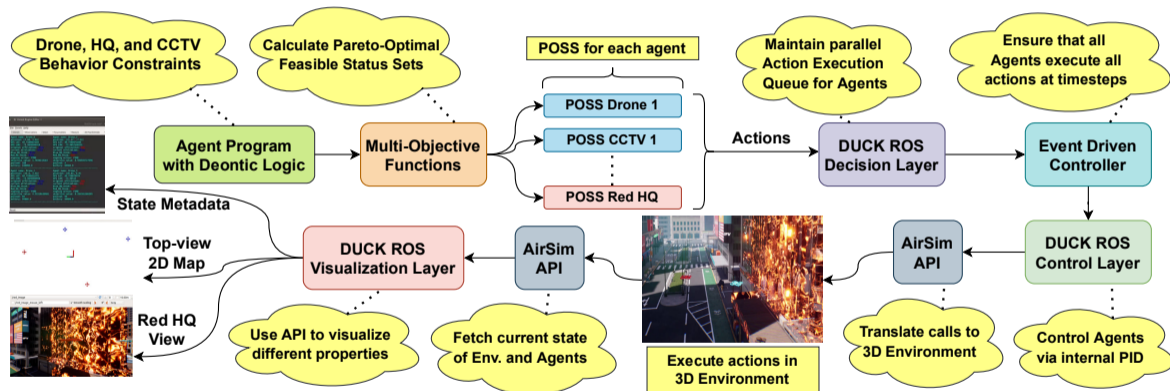 Drone, HQ, and CCTV
Behavior Constraints
Calculate Pareto-Optimal
Feasible Status Sets
POSS for each agent
Maintain parallel
Action Execution
Queue for Agents
Ensure that all
Agents execute all
actions at timesteps
Agent Program
with Deontic Logic
Multi-Objective
Functions
POSS Drone 1
POSS CCTV 1
POSS Red HQ
Actions
DUCK ROS
Decision Layer
Event Driven
Controller
State Metadata
Top-view
2D Map
Red HQ
View
DUCK ROS
Visualization Layer
AirSim
API
AirSim
API
DUCK ROS
Control Layer
Use API to visualize
different properties
Fetch current state
of Env. and Agents
Execute actions in
3D Environment
Translate calls to
3D Environment
Control Agents
via internal PID